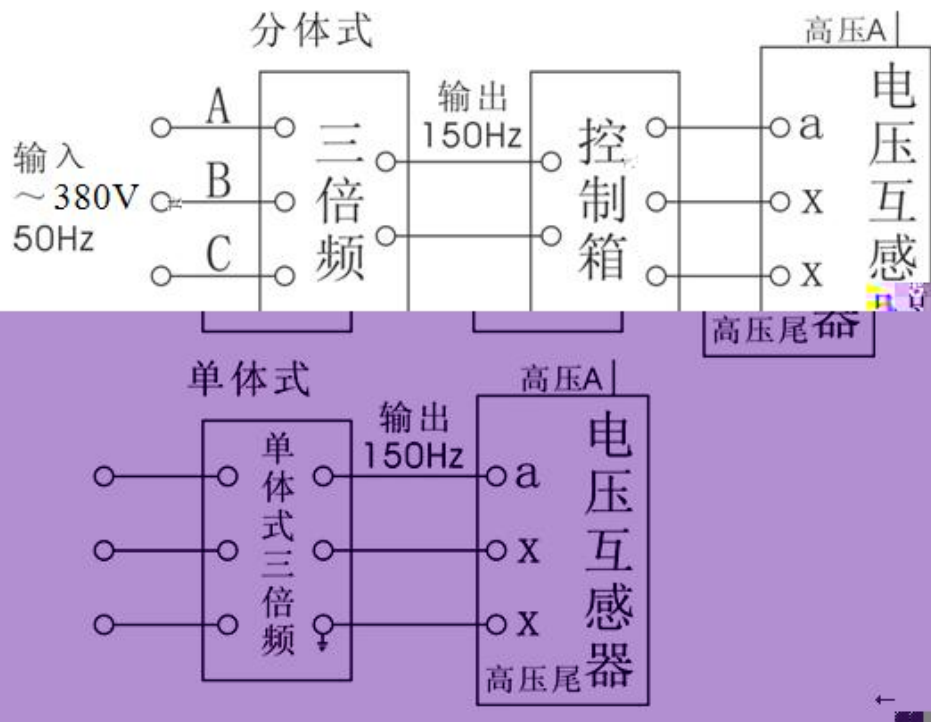 分体式
高压A
输入
～380V
50Hz
A
B
C
三倍频
输出
150Hz
控制箱
a
x
x
电压互感器
高压尾
单体式
高压A
单体式三倍频
输出
150Hz
a
x
x
电压互感器
高压尾